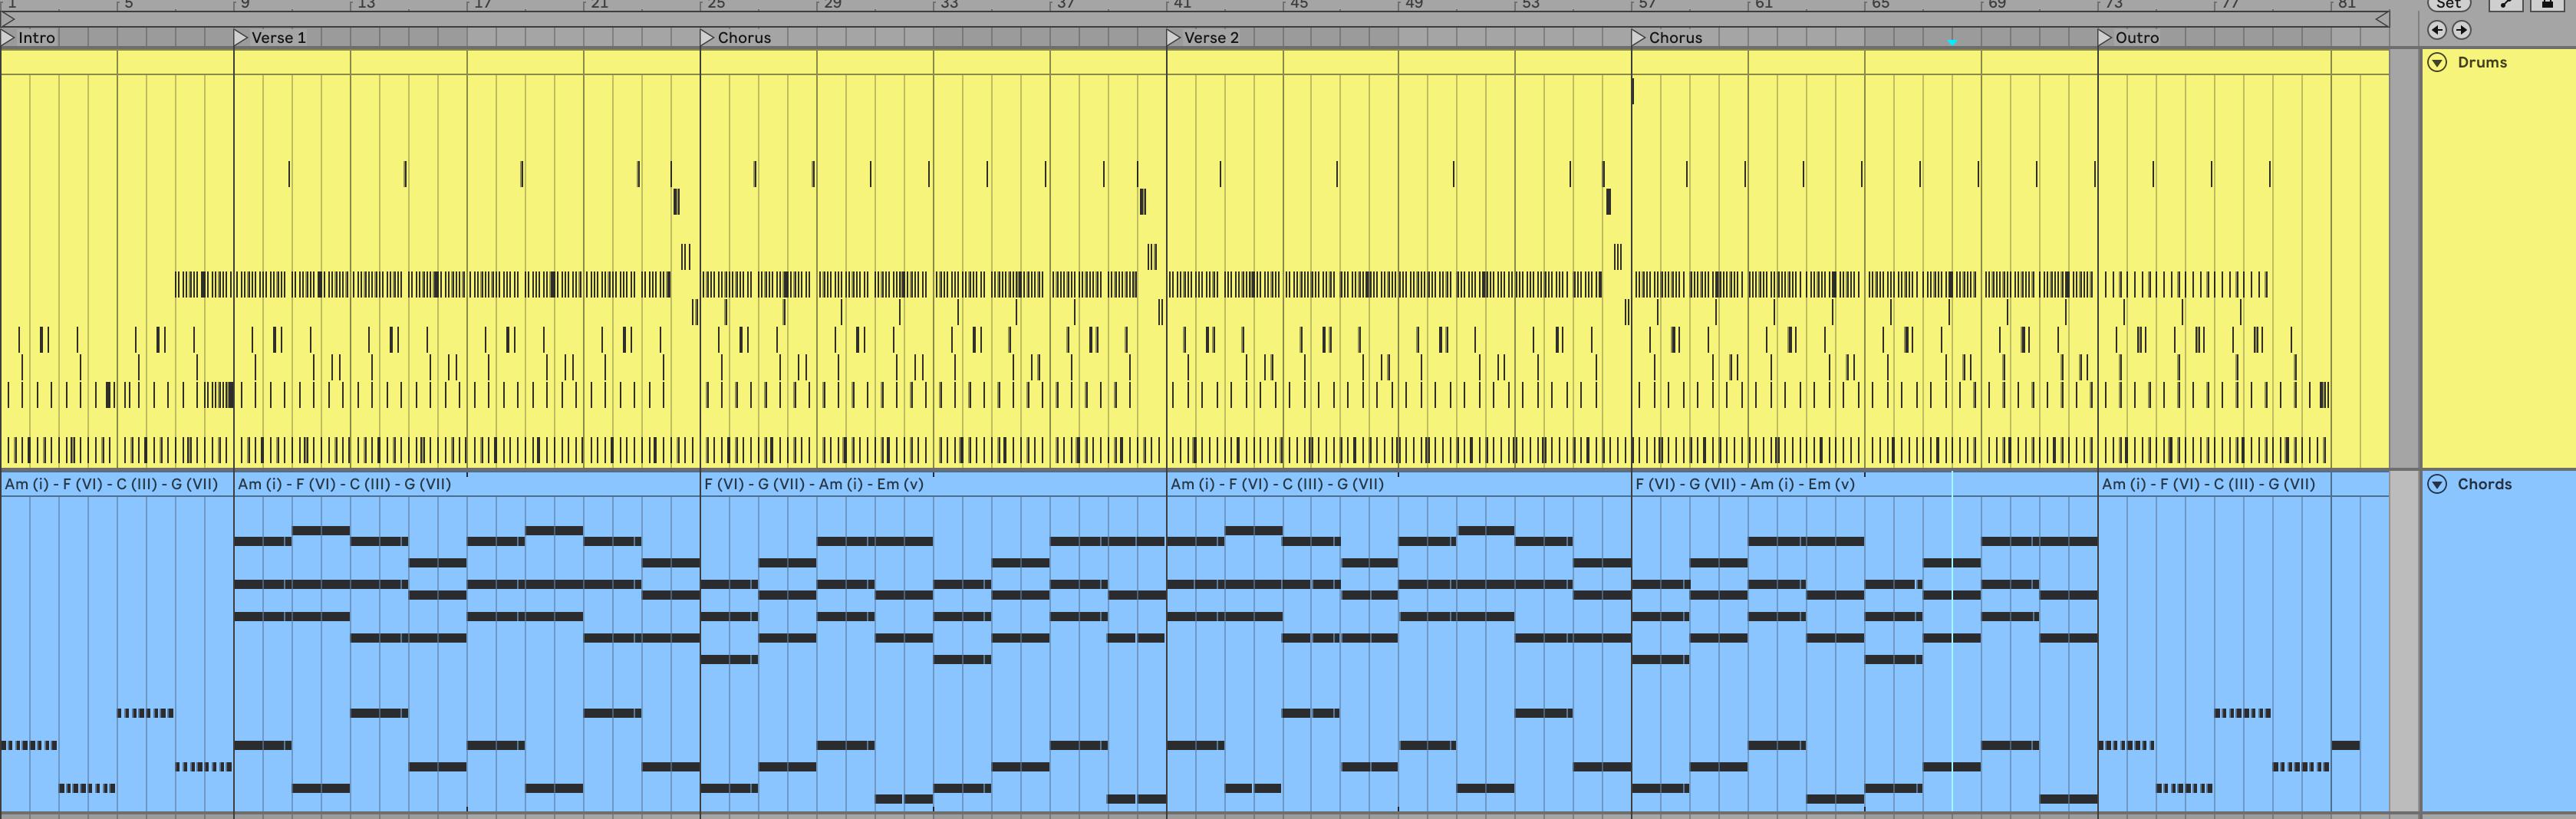 1 5 9 13 17 21 25 29 33 37 41 45 49 53 57 61 65 69 73 77 81 Set
Intro Verse 1 Chorus Verse 2 Chorus Outro
Drums
Am (i) - F (VI) - C (III) - G (VII) Am (i) - F (VI) - C (III) - G (VII) F (VI) - G (VII) - Am (i) - Em (v) Am (i) - F (VI) - C (III) - G (VII) F (VI) - G (VII) - Am (i) - Em (v) Am (i) - F (VI) - C (III) - G (VII) Chords